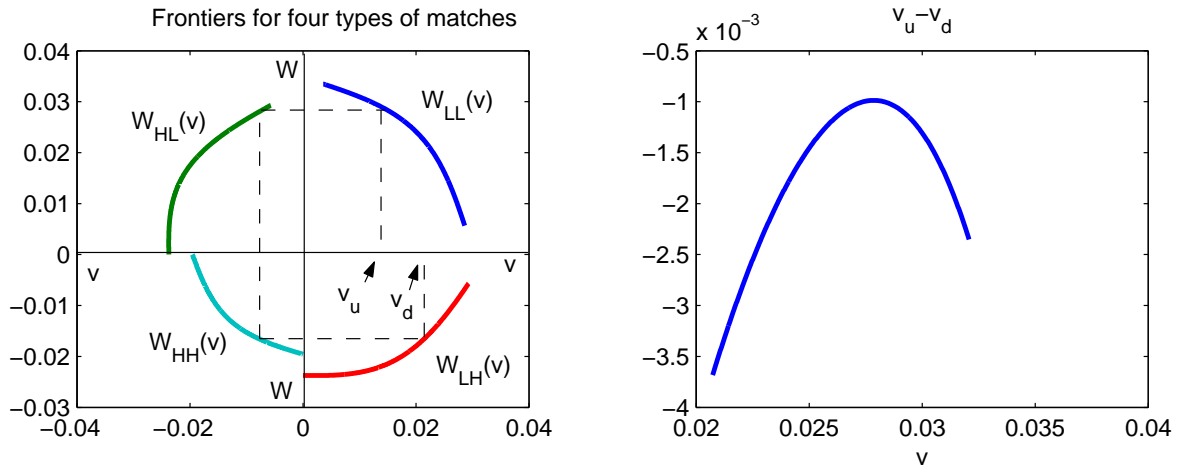 Frontiers for four types of matches
0.04
0.03
0.02
0.01
0
−0.01
−0.02
−0.03
−0.04
−0.02
0
0.02
0.04
W
W_HL(v)
W_LL(v)
v
v
v_u
v_d
W_HH(v)
W_LH(v)
W
v_u−v_d
x 10^−3
−0.5
−1
−1.5
−2
−2.5
−3
−3.5
−4
0.02
0.025
0.03
0.035
0.04
v